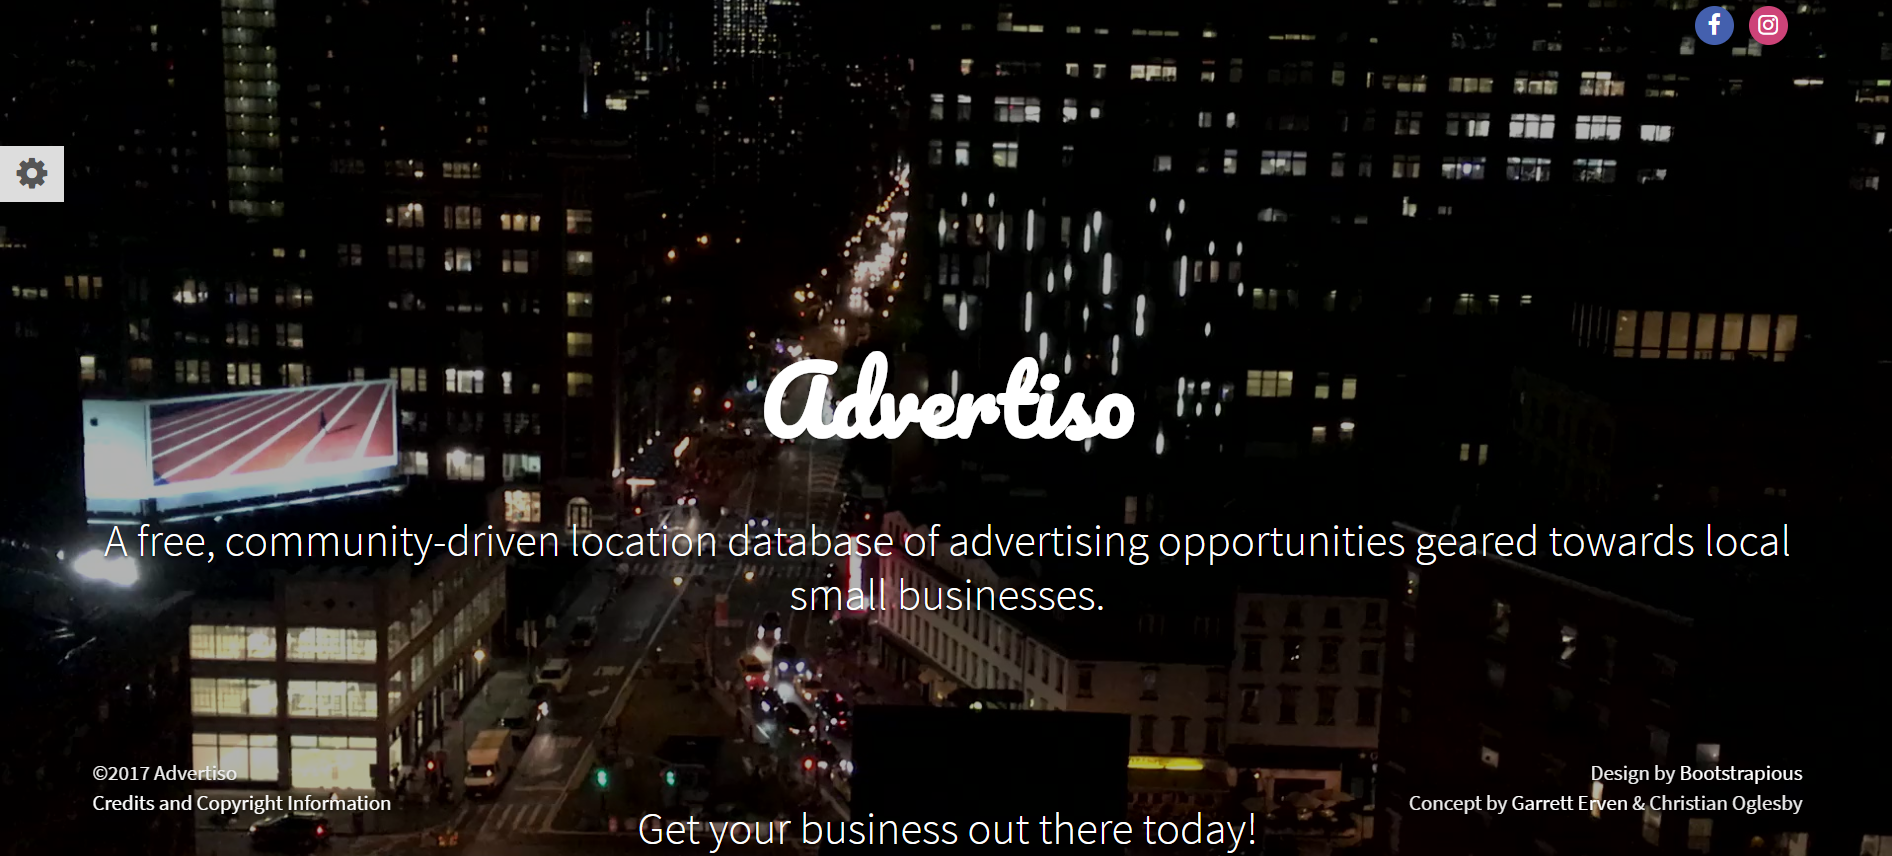 Advertiso
A free, community-driven location database of advertising opportunities geared towards local
small businesses.
©2017 Advertiso
Credits and Copyright Information
Design by Bootstrapious
Concept by Garrett Erven & Christian Oglesby
Get your business out there today!